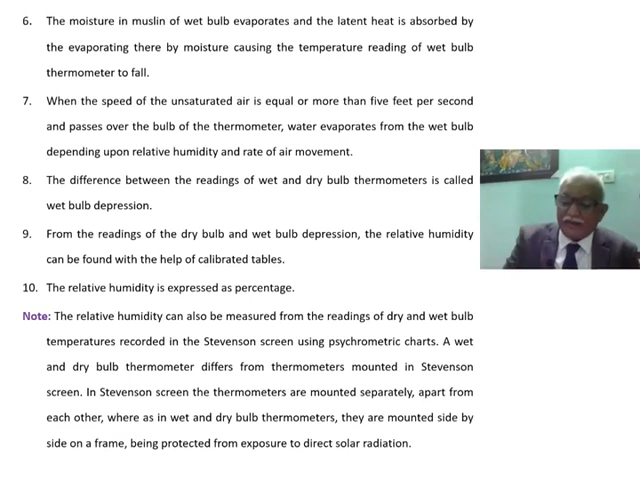 6. The moisture in muslin of wet bulb evaporates and the latent heat is absorbed by
the evaporating there by moisture causing the temperature reading of wet bulb
thermometer to fall.
7. When the speed of the unsaturated air is equal or more than five feet per second
and passes over the bulb of the thermometer, water evaporates from the wet bulb
depending upon relative humidity and rate of air movement.
8. The difference between the readings of wet and dry bulb thermometers is called
wet bulb depression.
9. From the readings of the dry bulb and wet bulb depression, the relative humidity
can be found with the help of calibrated tables.
10. The relative humidity is expressed as percentage.
Note: The relative humidity can also be measured from the readings of dry and wet bulb
temperatures recorded in the Stevenson screen using psychrometric charts. A wet
and dry bulb thermometer differs from thermometers mounted in Stevenson
screen. In Stevenson screen the thermometers are mounted separately, apart from
each other, where as in wet and dry bulb thermometers, they are mounted side by
side on a frame, being protected from exposure to direct solar radiation.